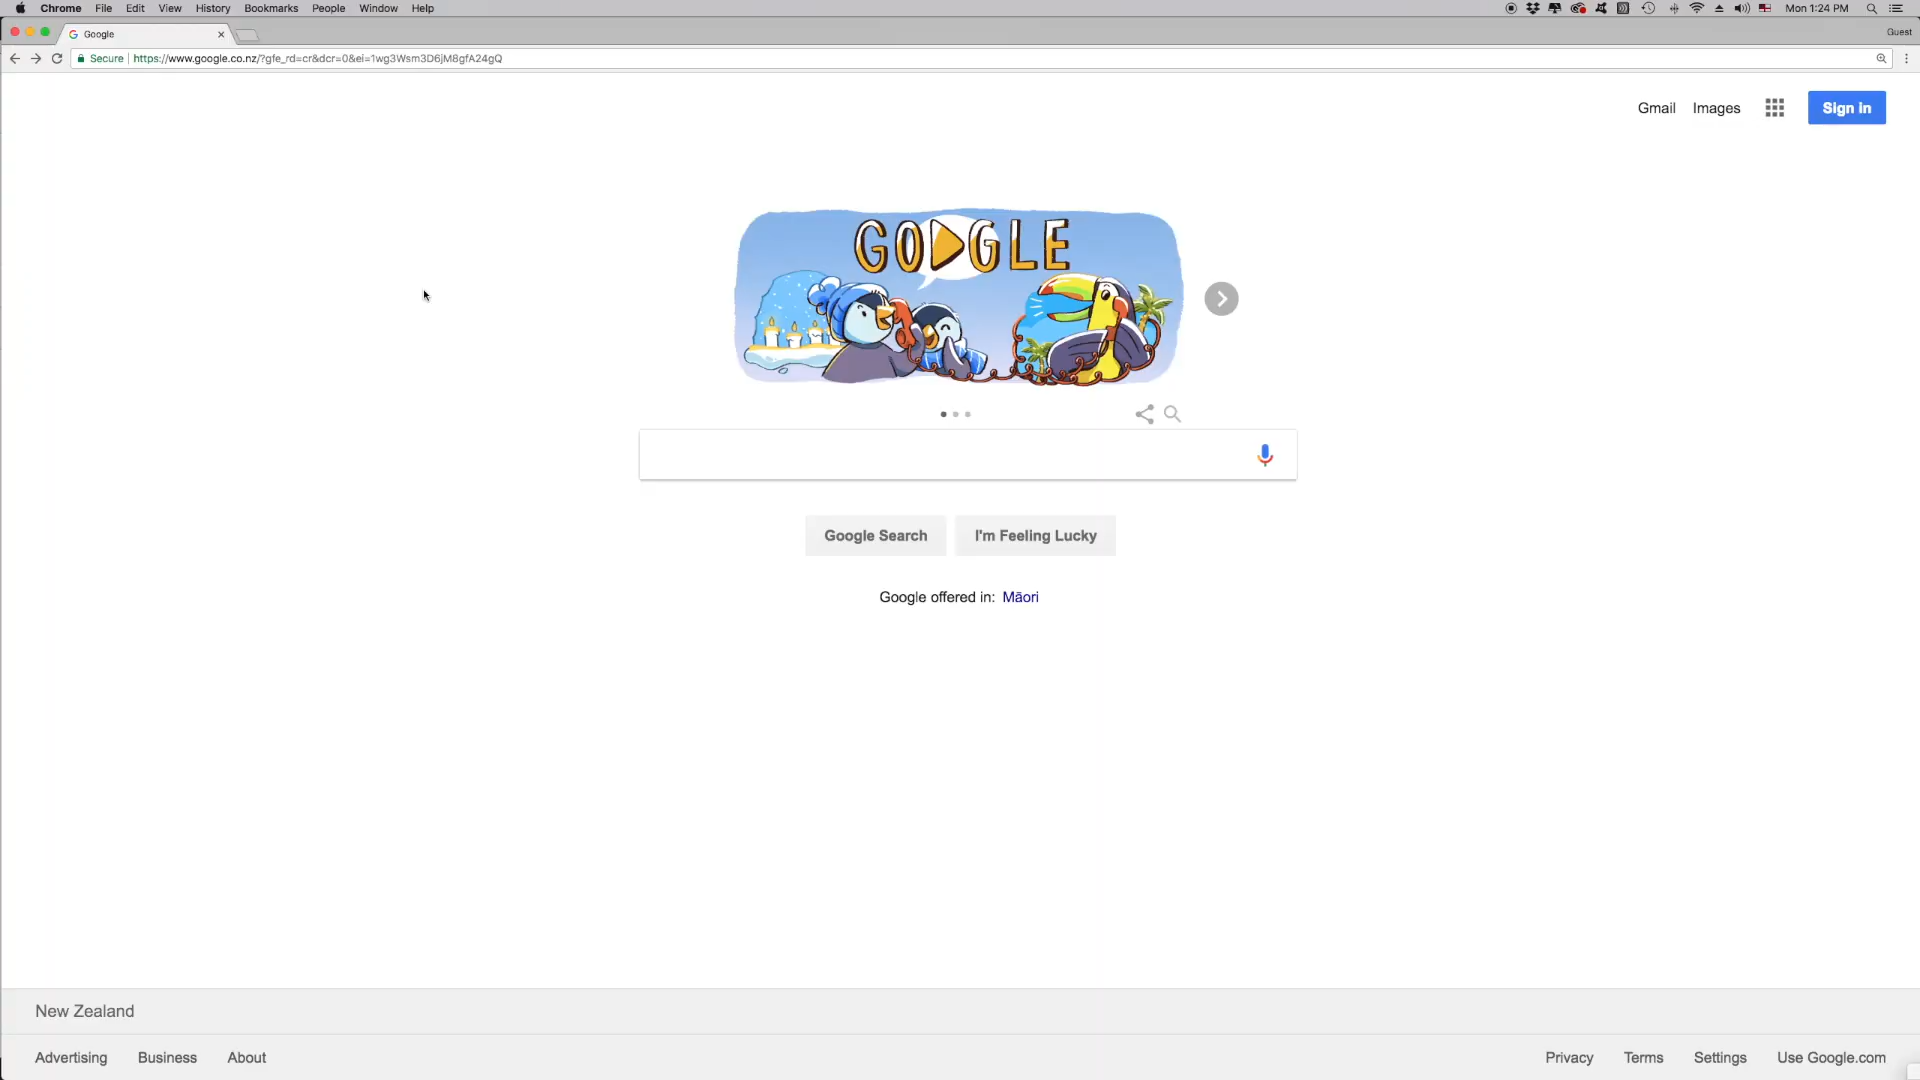 Chrome File Edit View History Bookmarks People Window Help Mon 1:24 PM
Google Guest
Secure https://www.google.co.nz/?gfe_rd=cr&dcr=0&ei=1wg3Wsm3D6jM8gfA24gQ
Gmail Images Sign in
GOOGLE
Google Search I'm Feeling Lucky
Google offered in: Māori
New Zealand
Advertising Business About Privacy Terms Settings Use Google.com